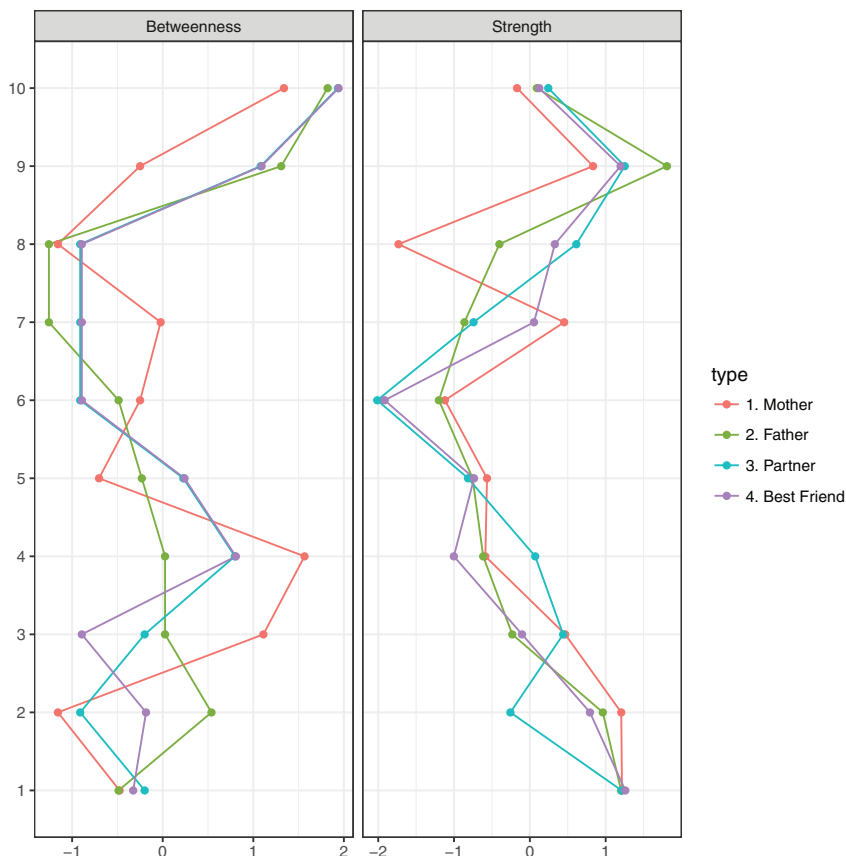 Betweenness Strength
10
9
8
7
6
5
4
3
2
1
−1 0 1 2 −2 −1 0 1
type
1. Mother
2. Father
3. Partner
4. Best Friend